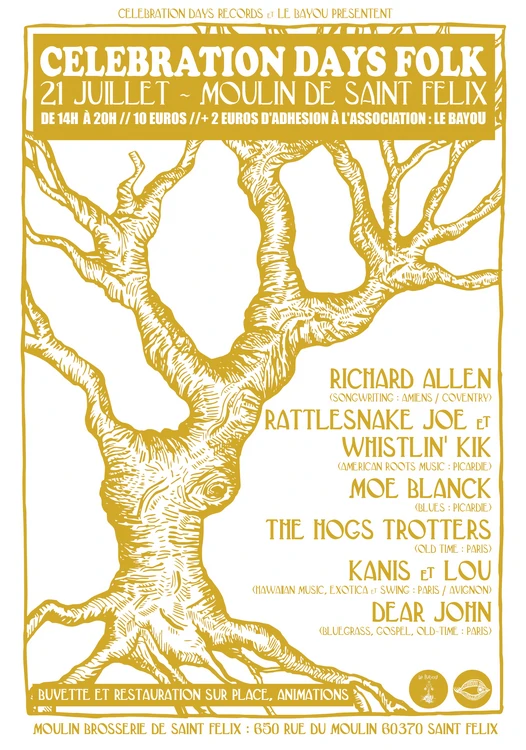 CELEBRATION DAYS RECORDS ET LE BAYOU PRESENTENT
CELEBRATION DAYS FOLK
21 JUILLET ~ MOULIN DE SAINT FELIX
DE 14H À 20H // 10 EUROS //+ 2 EUROS D'ADHESION À L'ASSOCIATION : LE BAYOU
RICHARD ALLEN
(SONGWRITING : AMIENS / COVENTRY)
RATTLESNAKE JOE ET
WHISTLIN' KIK
(AMERICAN ROOTS MUSIC : PICARDIE)
MOE BLANCK
(BLUES : PICARDIE)
THE HOGS TROTTERS
(OLD TIME : PARIS)
KANIS ET LOU
(HAWAIIAN MUSIC, EXOTICA ET SWING : PARIS / AVIGNON)
DEAR JOHN
(BLUEGRASS, GOSPEL, OLD-TIME : PARIS)
BUVETTE ET RESTAURATION SUR PLACE, ANIMATIONS
MOULIN BROSSERIE DE SAINT FELIX : 650 RUE DU MOULIN 60370 SAINT FELIX